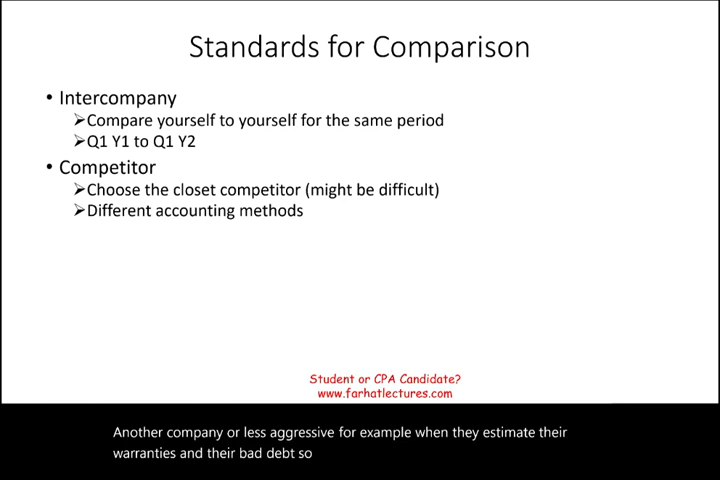 Standards for Comparison
• Intercompany
➢Compare yourself to yourself for the same period
➢Q1 Y1 to Q1 Y2
• Competitor
➢Choose the closet competitor (might be difficult)
➢Different accounting methods
Student or CPA Candidate?
www.farhatlectures.com
Another company or less aggressive for example when they estimate their
warranties and their bad debt so